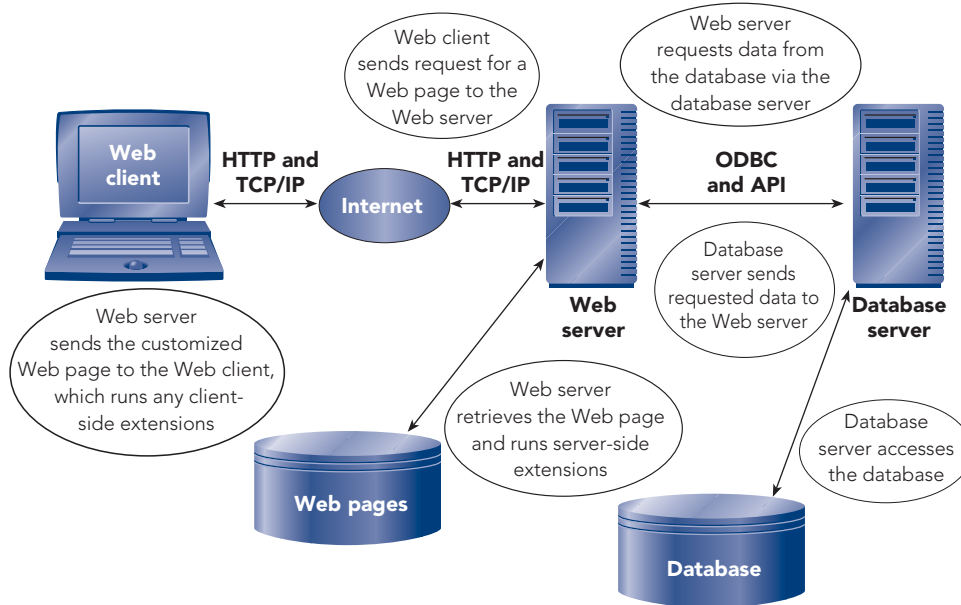 Web client
sends request for a
Web page to the
Web server
Web server
requests data from
the database via the
database server
Web
client
HTTP and
TCP/IP
Internet
HTTP and
TCP/IP
ODBC
and API
Web
server
Database
server sends
requested data to
the Web server
Database
server
Web server
sends the customized
Web page to the Web client,
which runs any client-
side extensions
Web server
retrieves the Web page
and runs server-side
extensions
Database
server accesses
the database
Web pages
Database